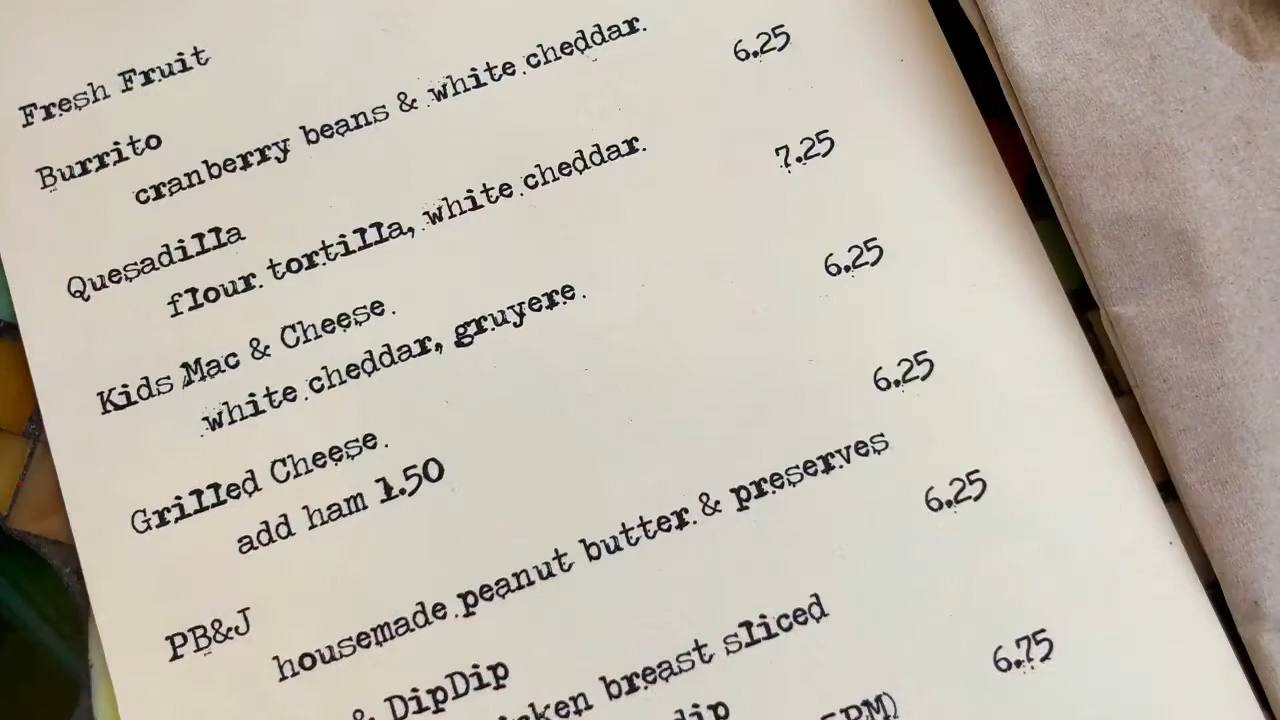 Fresh Fruit
Burrito
cranberry beans & white cheddar.
Quesadilla 6.25
flour tortilla, white cheddar.
Kids Mac & Cheese. 7.25
white cheddar, gruyere.
Grilled Cheese. 6.25
add ham 1.50
PB&J 6.25
housemade peanut butter & preserves
& DipDip 6.25
breast sliced
dip
6.75